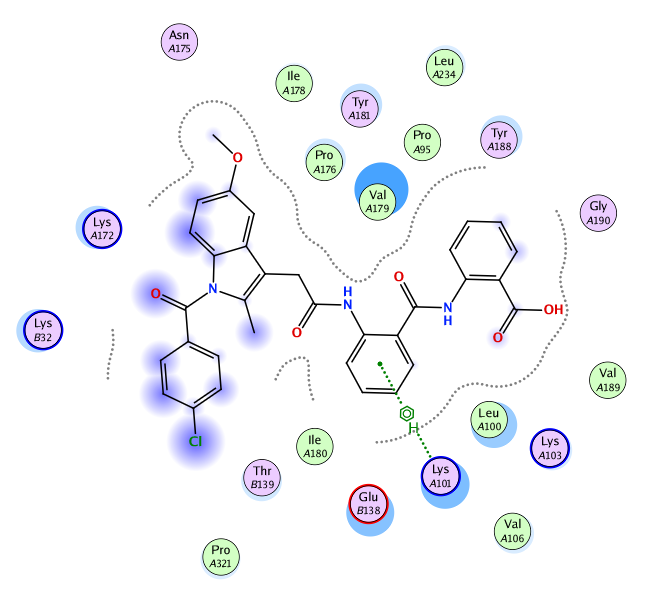 Asn
A175
Leu
A234
Ile
A178
Tyr
A181
Pro
A95
Tyr
A188
Pro
A176
Val
A179
Gly
A190
Lys
A172
O
H
N
O
N
O
N
H
O
OH
O
Lys
B32
Val
A189
Cl
H
Leu
A100
Ile
A180
Lys
A103
Thr
B139
Lys
A101
Glu
B138
Val
A106
Pro
A321